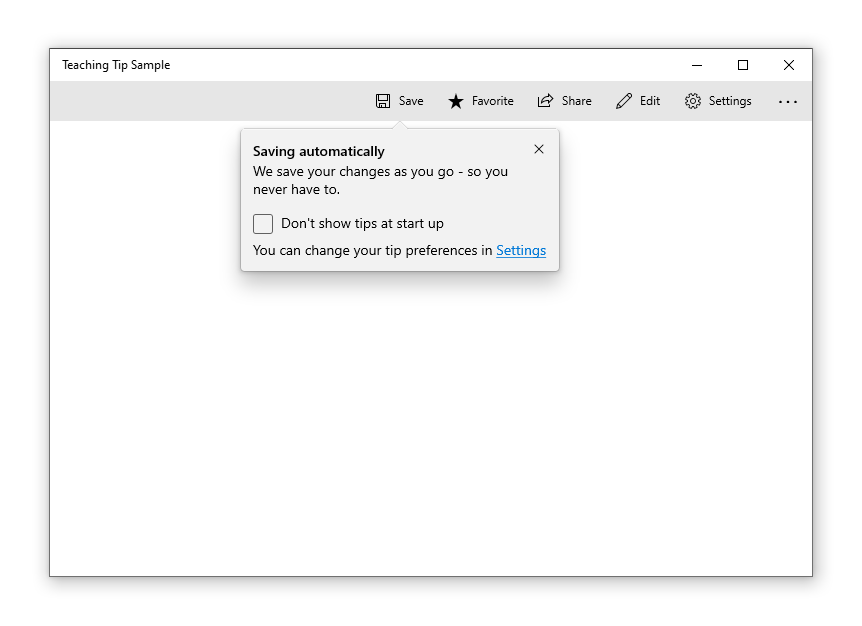 Teaching Tip Sample
Save Favorite Share Edit Settings
Saving automatically
We save your changes as you go - so you
never have to.
Don't show tips at start up
You can change your tip preferences in Settings